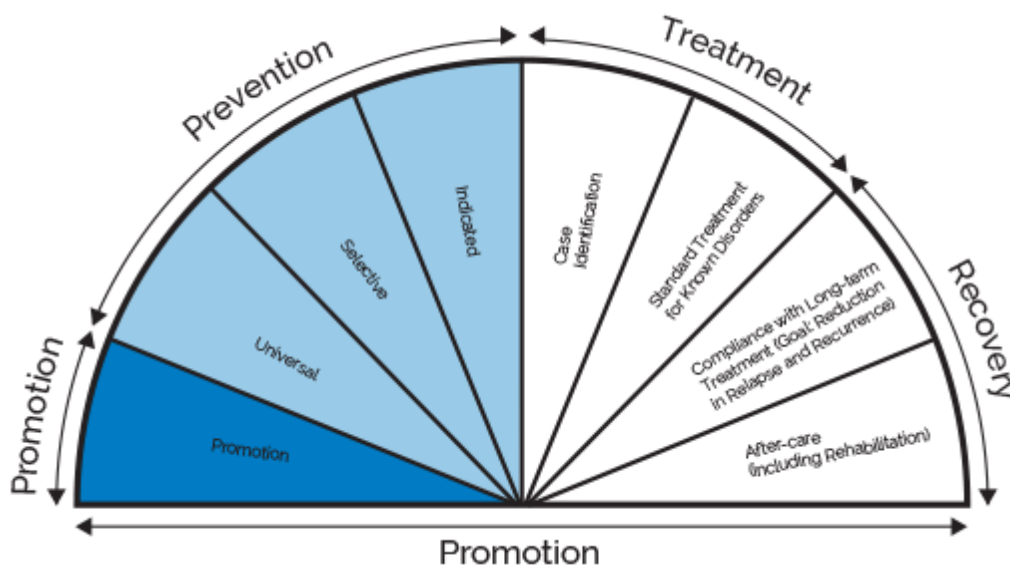 Prevention
Treatment
Promotion
Recovery
Promotion
Universal
Selective
Indicated
Case
Identification
Standard Treatment
for Known Disorders
Compliance with Long-term
Treatment (Goal: Reduction
in Relapse and Recurrence)
After-care
(Including Rehabilitation)
Promotion